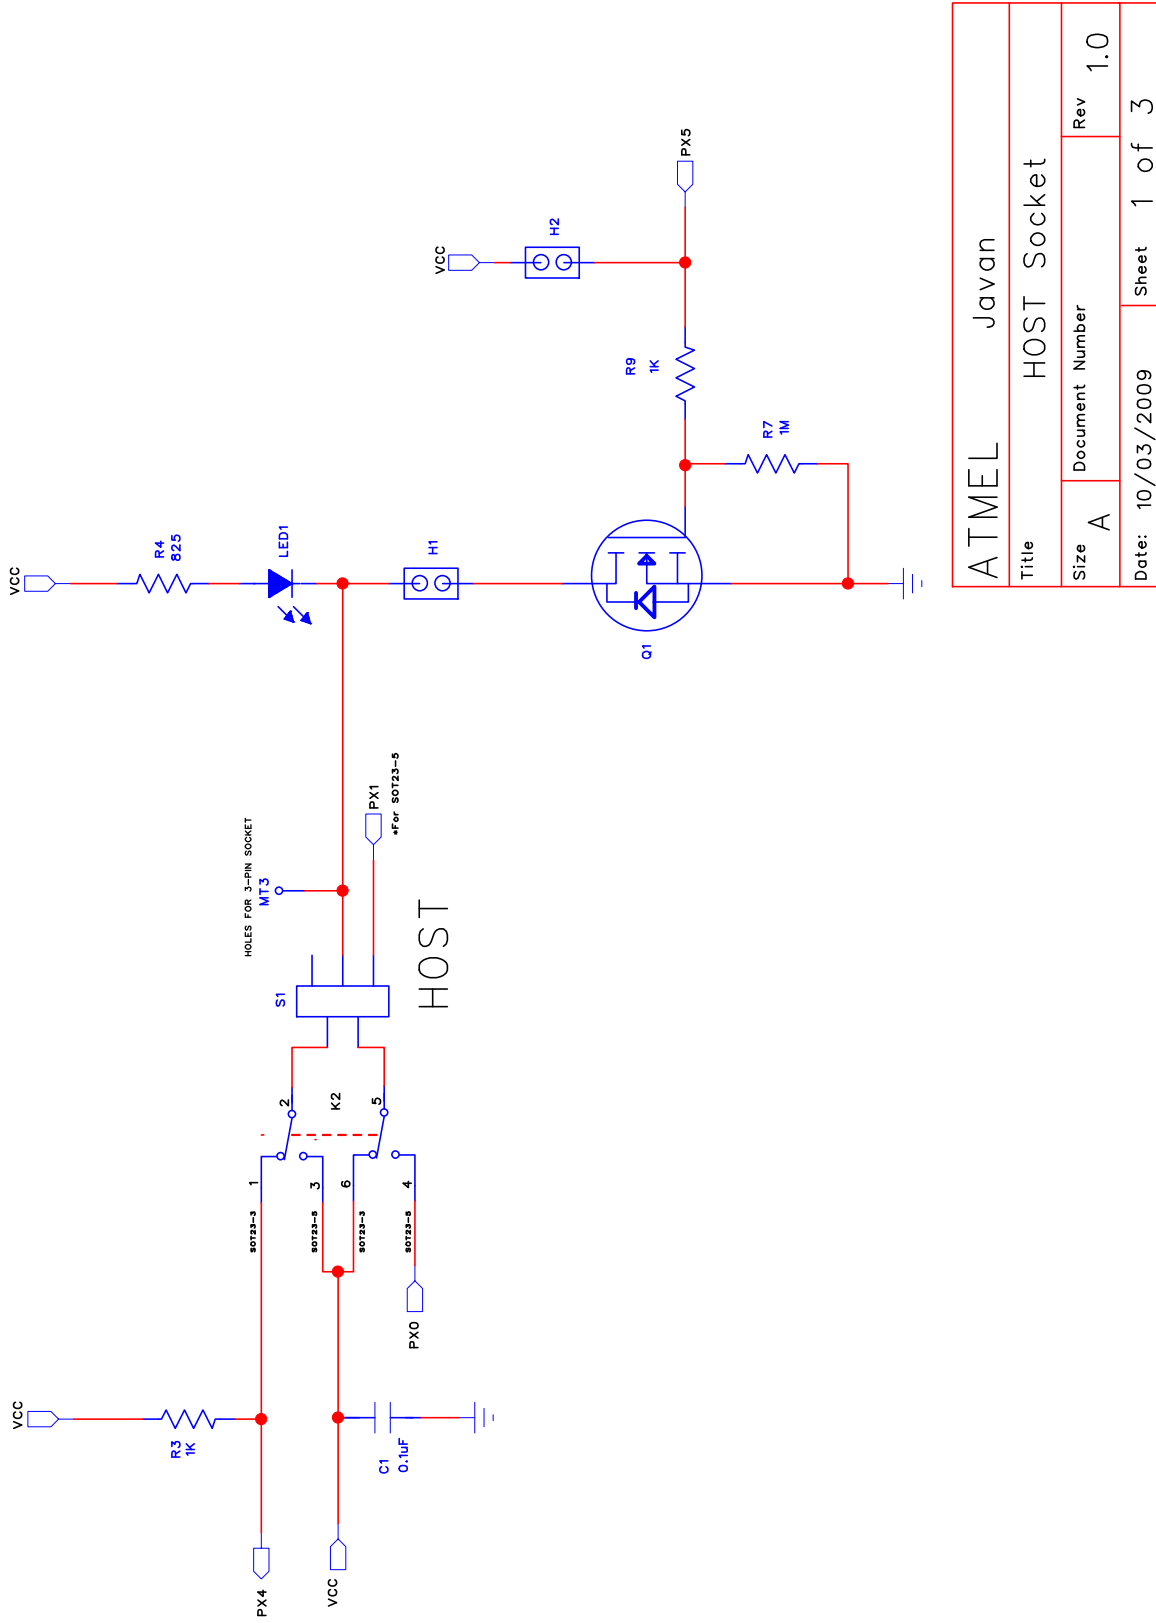 VCC
R3
1K
PX4
VCC
C1
0.1uF
SOT23-3
1
SOT23-5
3
SOT23-3
6
SOT23-5
4
PX0
2
K2
5
S1
HOST
HOLES FOR 3-PIN SOCKET
MT3
PX1
*For SOT23-5
VCC
R4
825
LED1
H1
Q1
VCC
H2
PX5
R9
1K
R7
1M
ATMEL Javan
Title
HOST Socket
Size A
Document Number
Rev 1.0
Date: 10/03/2009
Sheet 1 of 3